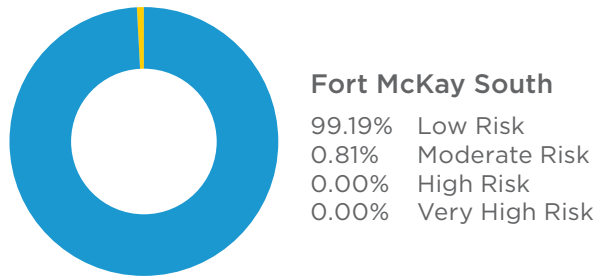 Fort McKay South
99.19% Low Risk
0.81% Moderate Risk
0.00% High Risk
0.00% Very High Risk